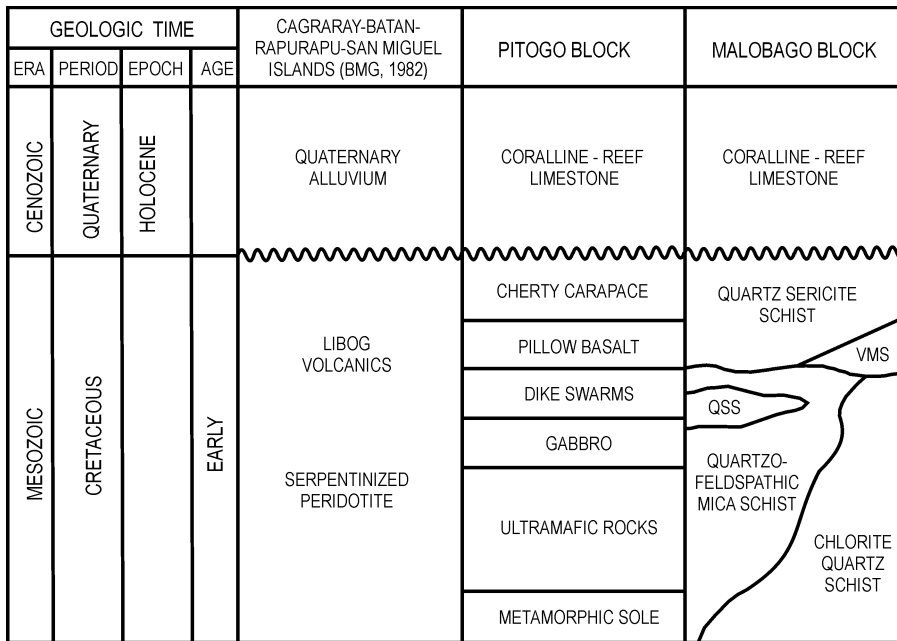 GEOLOGIC TIME
CAGRARAY-BATAN-
RAPURAPU-SAN MIGUEL
ISLANDS (BMG, 1982)
PITOGO BLOCK
MALOBAGO BLOCK
ERA
PERIOD
EPOCH
AGE
CENOZOIC
QUATERNARY
HOLOCENE
QUATERNARY
ALLUVIUM
CORALLINE - REEF
LIMESTONE
CORALLINE - REEF
LIMESTONE
MESOZOIC
CRETACEOUS
EARLY
LIBOG
VOLCANICS
SERPENTINIZED
PERIDOTITE
CHERTY CARAPACE
PILLOW BASALT
DIKE SWARMS
GABBRO
ULTRAMAFIC ROCKS
METAMORPHIC SOLE
QUARTZ SERICITE
SCHIST
VMS
QSS
QUARTZO-
FELDSPATHIC
MICA SCHIST
CHLORITE
QUARTZ
SCHIST